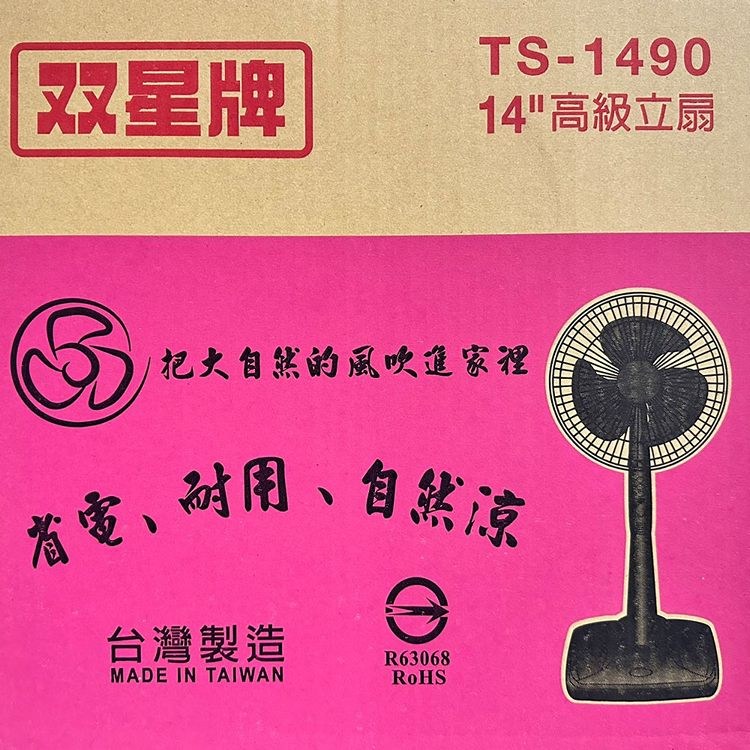 双星牌
TS-1490
14"高級立扇
把大自然的風吹進家裡
省電、耐用、自然涼
台灣製造
MADE IN TAIWAN
R63068
RoHS